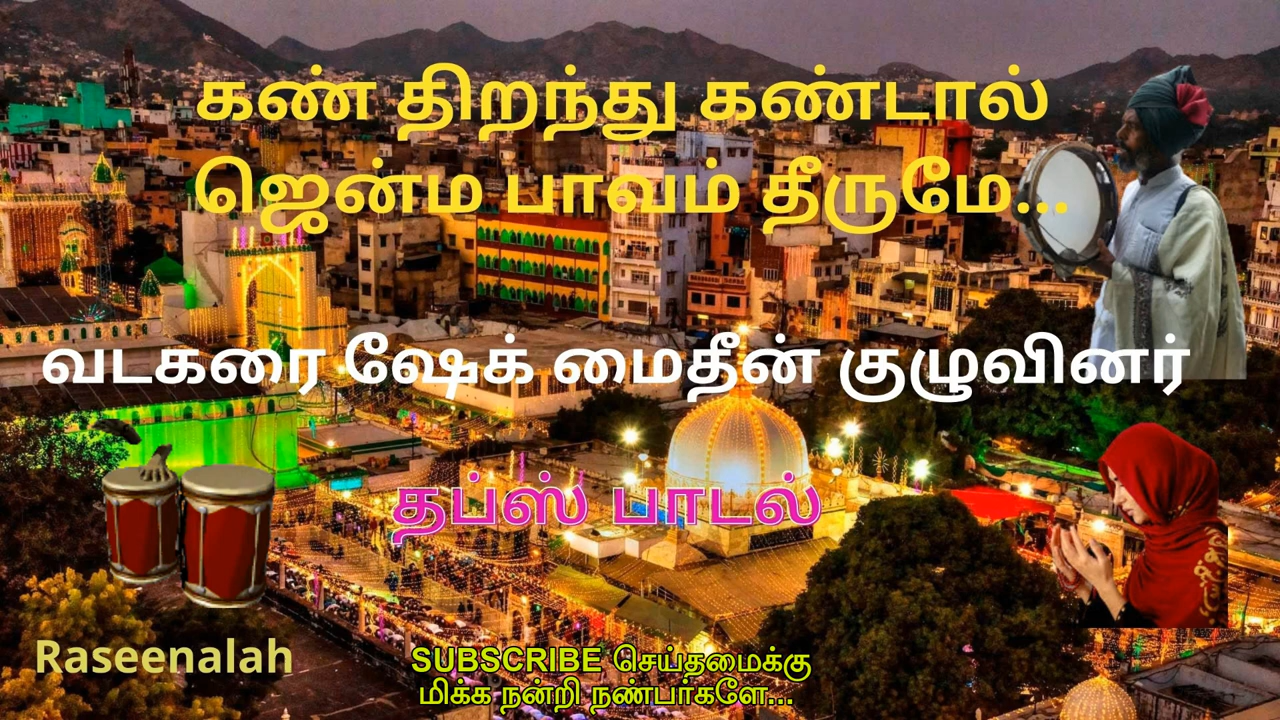 கண் திறந்து கண்டால்
ஜென்ம பாவம் தீருமே...
வடகரை ஷேக் மைதீன் குழுவினர்
தப்ஸ் பாடல்
Raseenalah
SUBSCRIBE செய்தமைக்கு
மிக்க நன்றி நண்பர்களே...